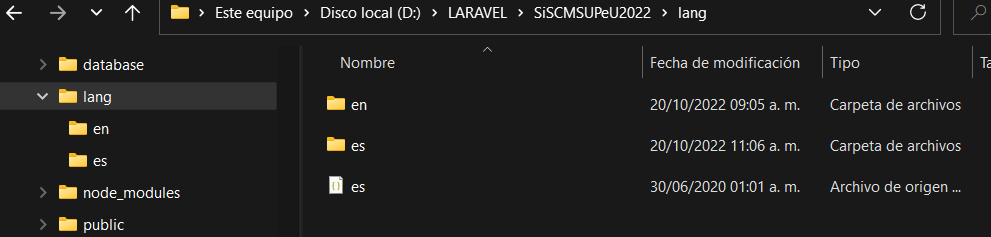 Este equipo > Disco local (D:) > LARAVEL > SiSCMSUPeU2022 > lang
database
lang
en
es
node_modules
public
Nombre Fecha de modificación Tipo Ta
en 20/10/2022 09:05 a. m. Carpeta de archivos
es 20/10/2022 11:06 a. m. Carpeta de archivos
es 30/06/2020 01:01 a. m. Archivo de origen ...